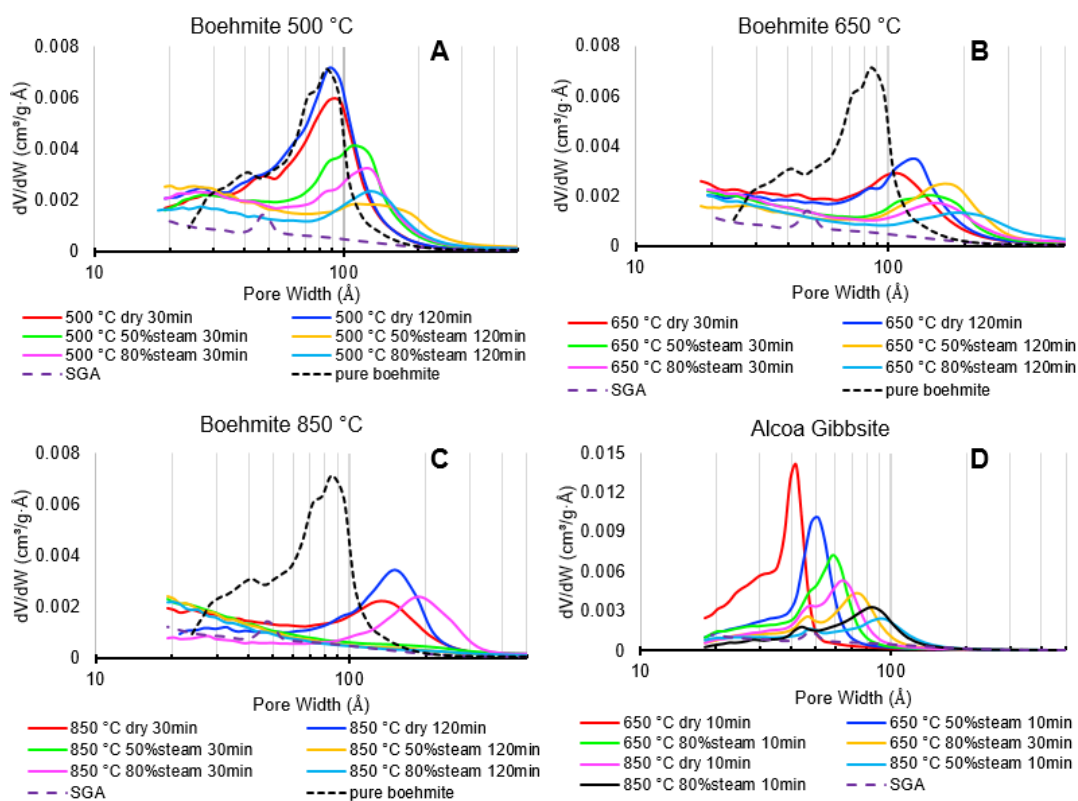 Boehmite 500 °C
A
dV/dW (cm³/g·Å)
0.008
0.006
0.004
0.002
0
10
100
Pore Width (Å)
500 °C dry 30min
500 °C dry 120min
500 °C 50%steam 30min
500 °C 50%steam 120min
500 °C 80%steam 30min
500 °C 80%steam 120min
SGA
pure boehmite
Boehmite 650 °C
B
dV/dW (cm³/g·Å)
0.008
0.006
0.004
0.002
0
10
100
Pore Width (Å)
650 °C dry 30min
650 °C dry 120min
650 °C 50%steam 30min
650 °C 50%steam 120min
650 °C 80%steam 30min
650 °C 80%steam 120min
SGA
pure boehmite
Boehmite 850 °C
C
dV/dW (cm³/g·Å)
0.008
0.006
0.004
0.002
0
10
100
Pore Width (Å)
850 °C dry 30min
850 °C dry 120min
850 °C 50%steam 30min
850 °C 50%steam 120min
850 °C 80%steam 30min
850 °C 80%steam 120min
SGA
pure boehmite
Alcoa Gibbsite
D
dV/dW (cm³/g·Å)
0.015
0.012
0.009
0.006
0.003
0
10
100
Pore Width (Å)
650 °C dry 10min
650 °C 50%steam 10min
650 °C 80%steam 10min
650 °C 80%steam 30min
850 °C dry 10min
850 °C 50%steam 10min
850 °C 80%steam 10min
SGA